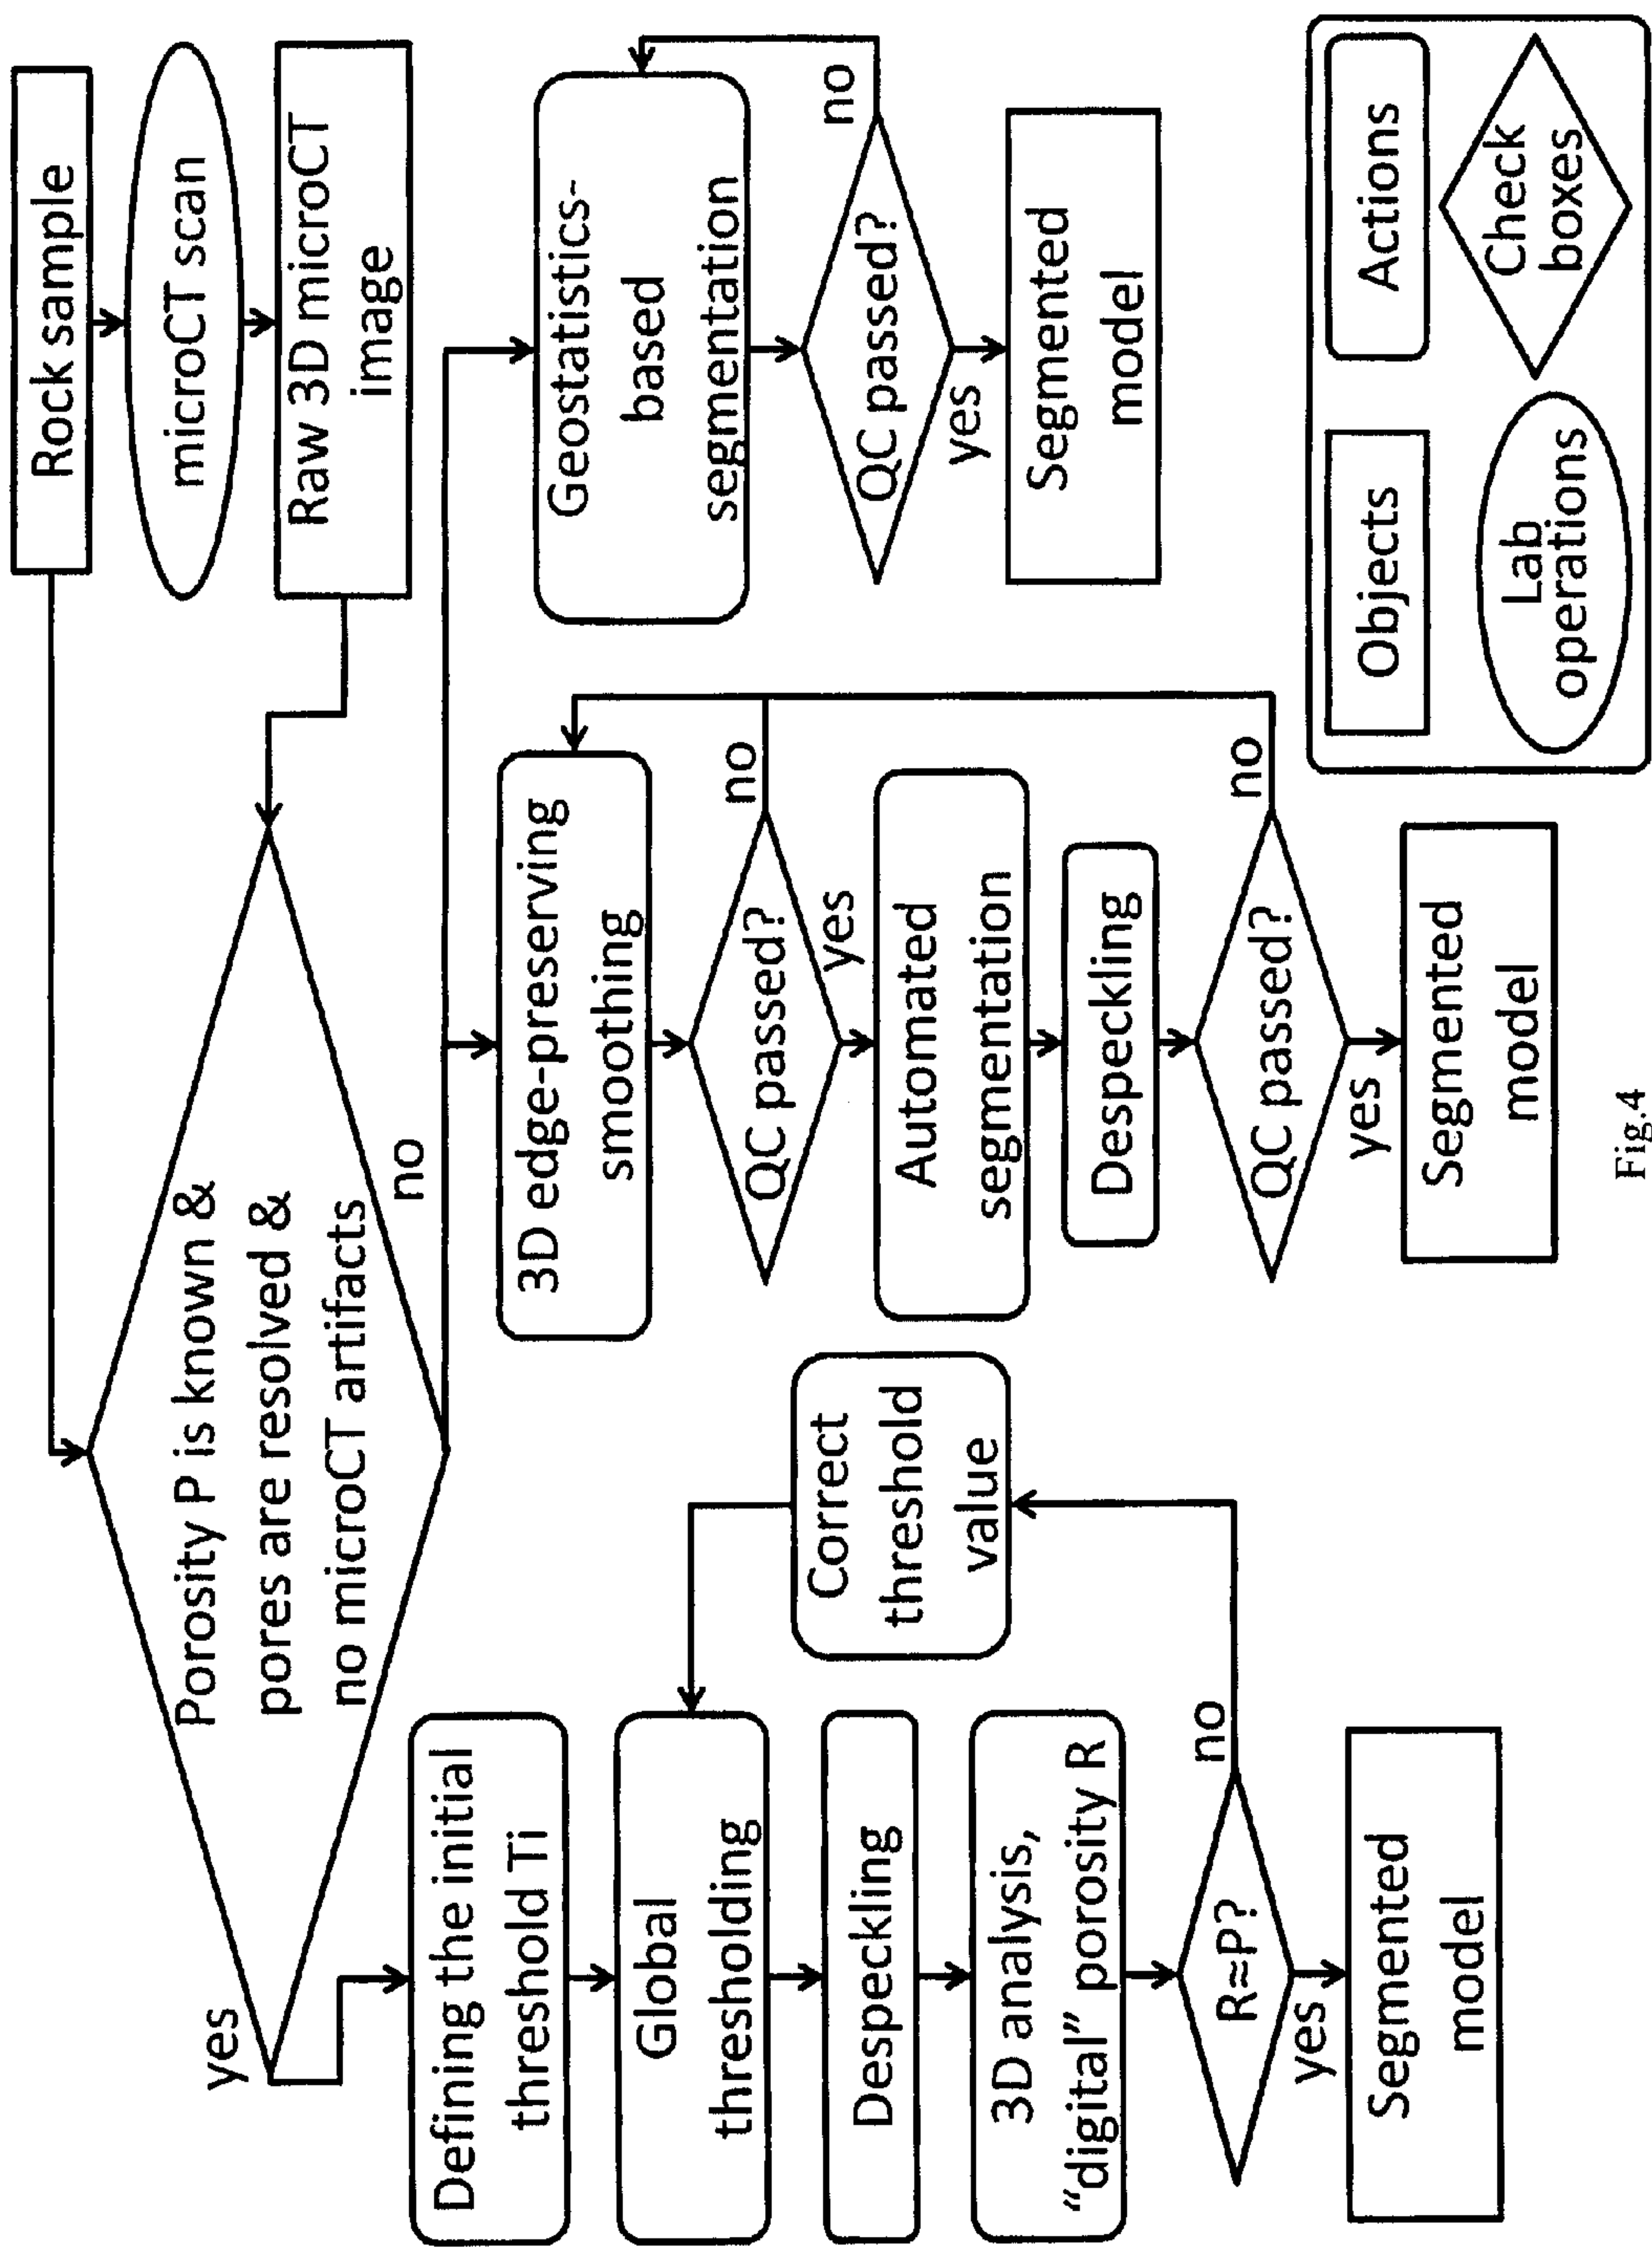 Rock sample
microCT scan
Raw 3D microCT
image
Porosity P is known &
pores are resolved &
no microCT artifacts
yes
no
Defining the initial
threshold Ti
Global
thresholding
Despeckling
3D analysis,
“digital” porosity R
R≈P?
no
yes
Correct
threshold
value
Segmented
model
3D edge-preserving
smoothing
QC passed?
no
yes
Automated
segmentation
Despeckling
QC passed?
no
yes
Segmented
model
Geostatistics-
based
segmentation
QC passed?
no
yes
Segmented
model
Objects
Actions
Lab
operations
Check
boxes
Fig.4